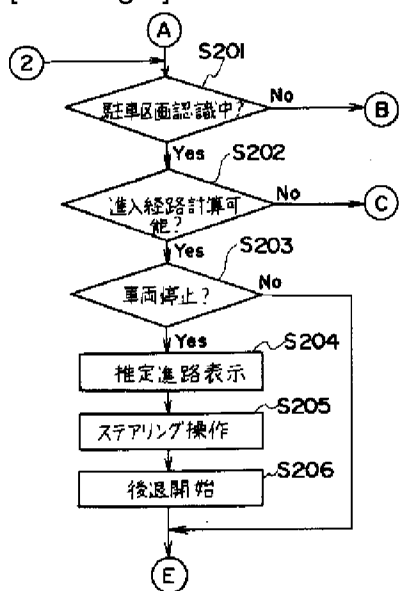 A
2
S201
駐車区画認識中?
No
B
Yes
S202
進入経路計算可
能?
No
C
Yes
S203
車両停止?
No
Yes
S204
推定進路表示
S205
ステアリング操作
S206
後退開始
E